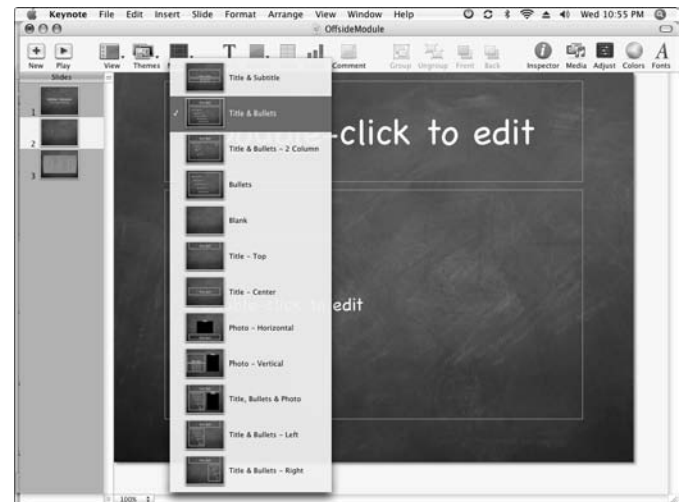 Keynote File Edit Insert Slide Format Arrange View Window Help Wed 10:55 PM
OffsideModule
New Play View Themes Comment Group Ungroup Front Back Inspector Media Adjust Colors Fonts
Slides
Title & Subtitle
1
✓ Title & Bullets
-click to edit
2
Title & Bullets - 2 Column
3
Bullets
Blank
Title - Top
Title - Center
edit
Photo - Horizontal
Photo - Vertical
Title, Bullets & Photo
Title & Bullets - Left
Title & Bullets - Right
100%